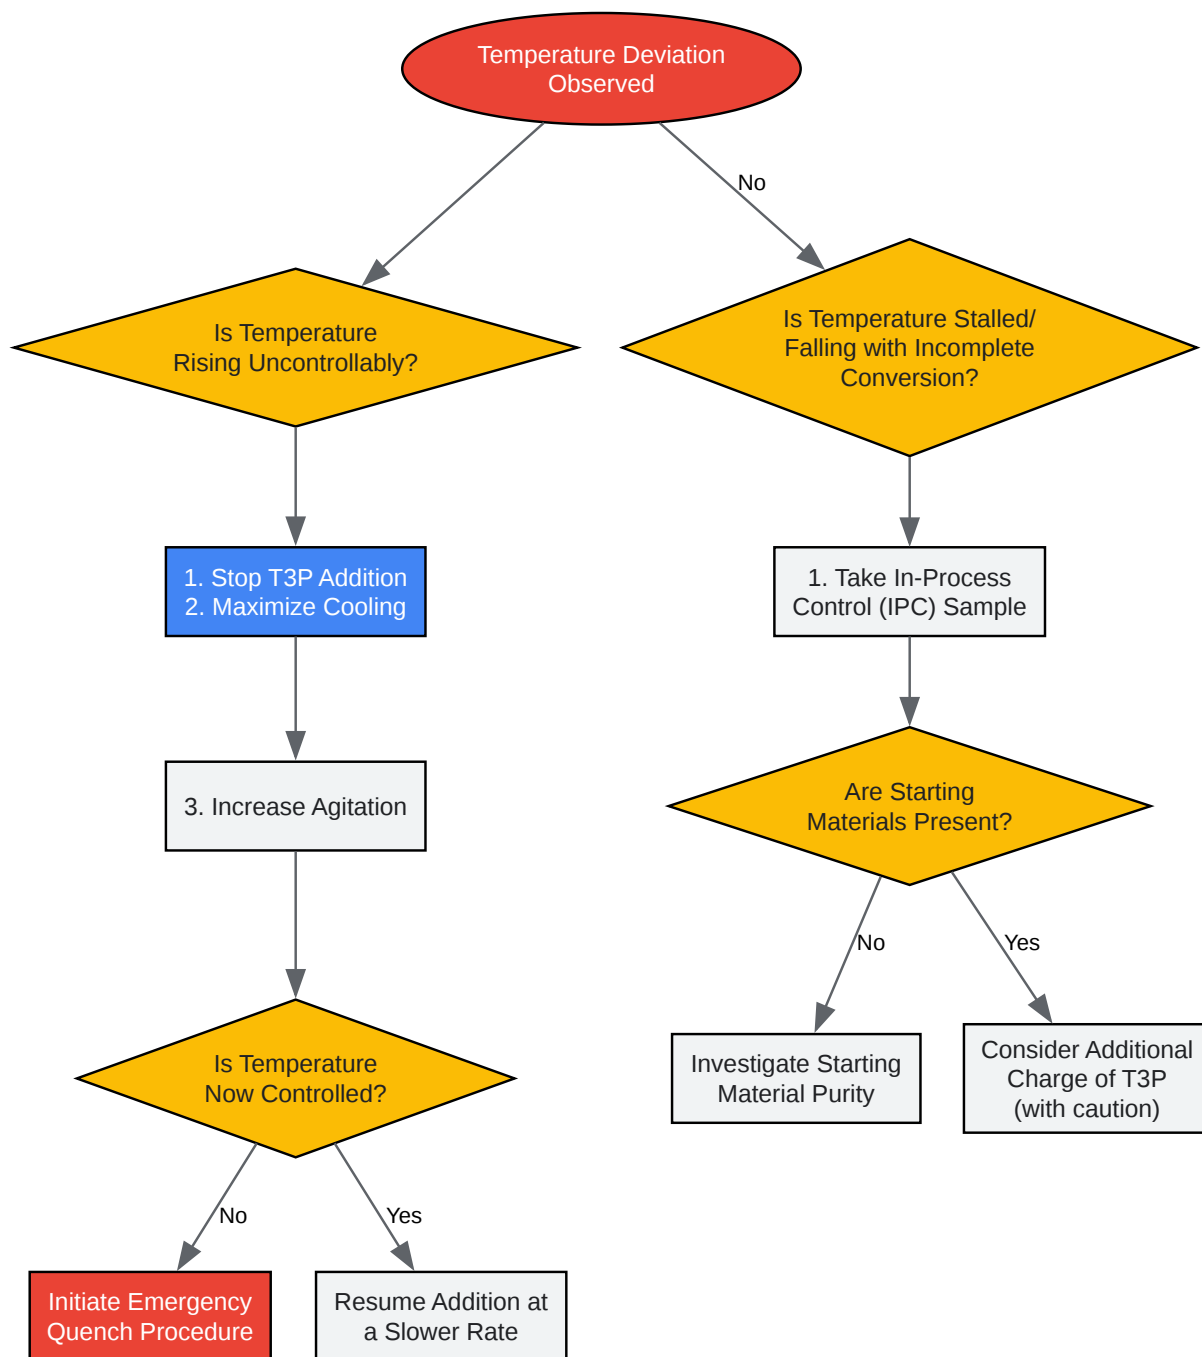 Temperature Deviation
Observed
No
Is Temperature
Rising Uncontrollably?
Is Temperature Stalled/
Falling with Incomplete
Conversion?
1. Stop T3P Addition
2. Maximize Cooling
1. Take In-Process
Control (IPC) Sample
3. Increase Agitation
Are Starting
Materials Present?
No
Yes
Is Temperature
Now Controlled?
Investigate Starting
Material Purity
Consider Additional
Charge of T3P
(with caution)
No
Yes
Initiate Emergency
Quench Procedure
Resume Addition at
a Slower Rate